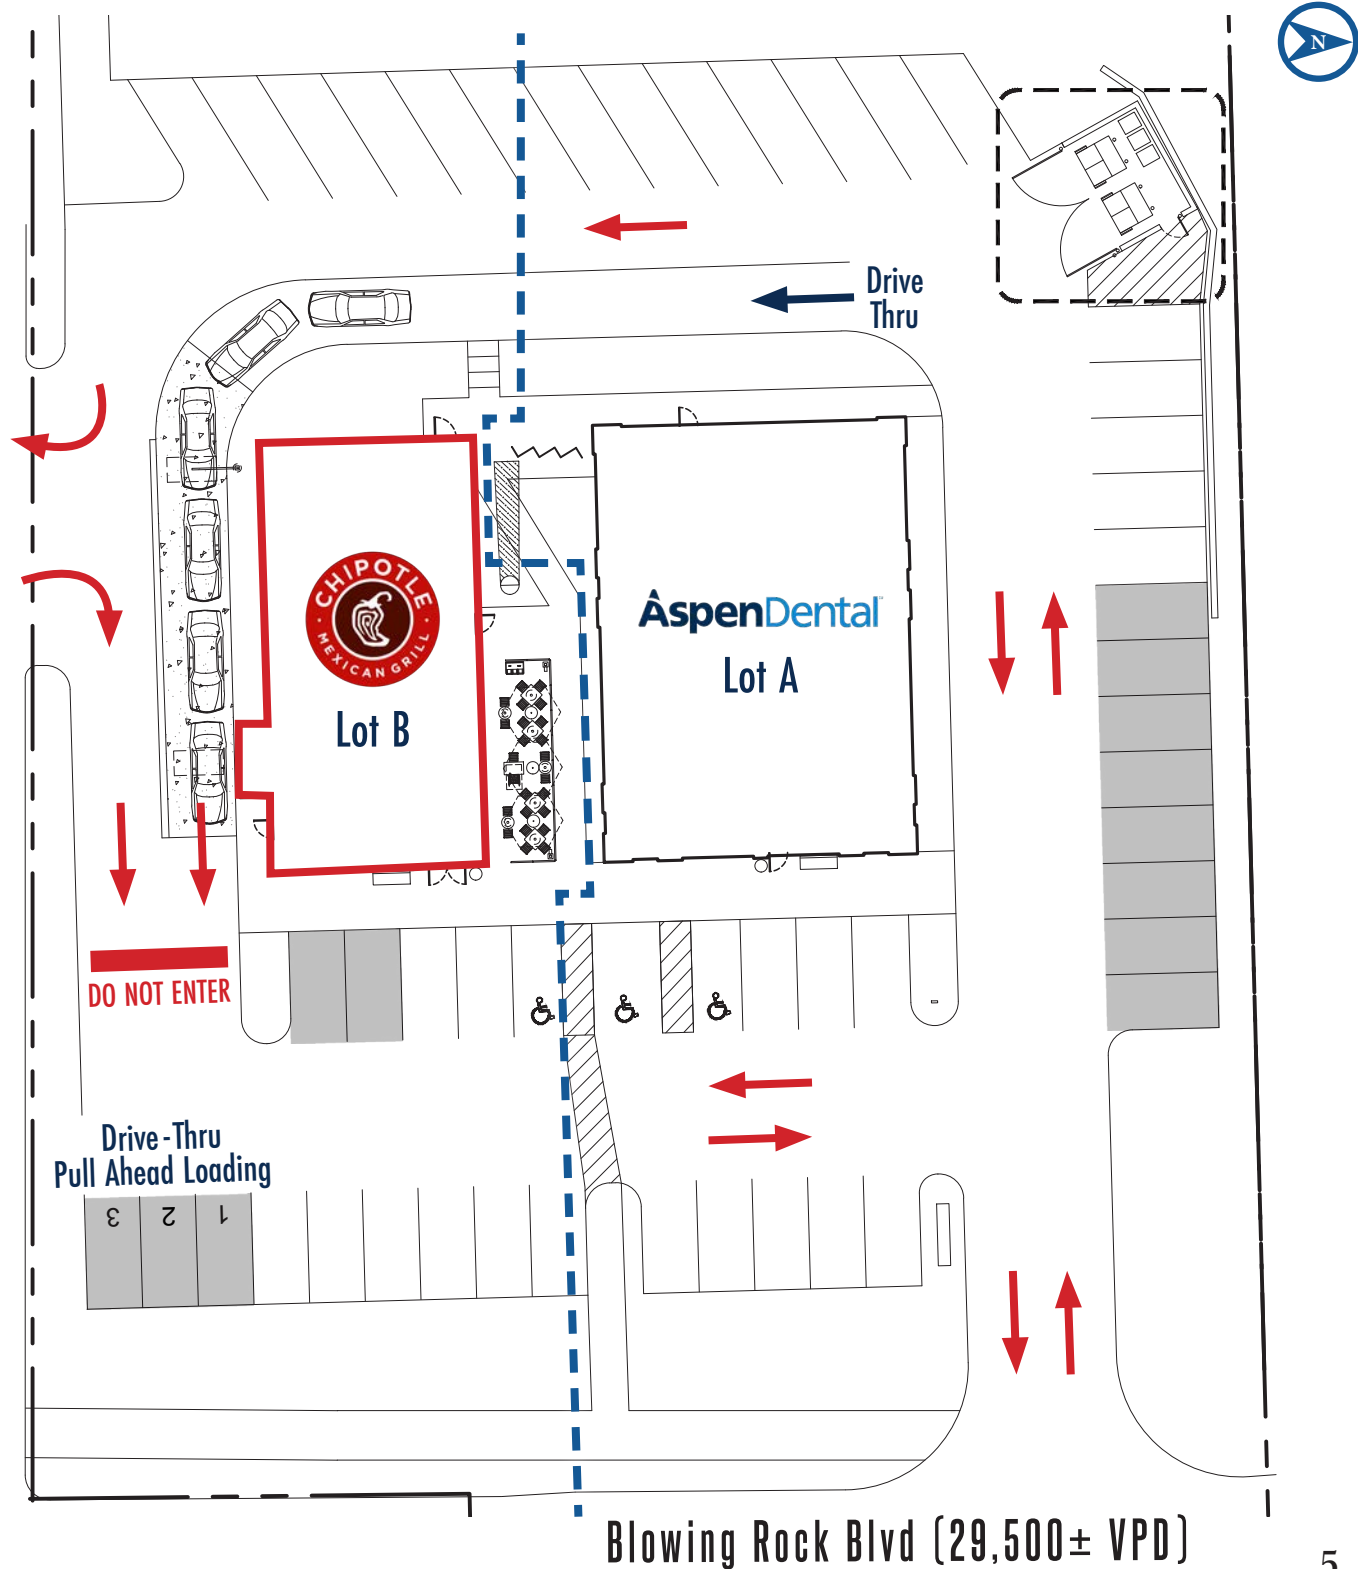 N
Drive
Thru
CHIPOTLE
MEXICAN GRILL
Lot B
AspenDental
Lot A
DO NOT ENTER
Drive-Thru
Pull Ahead Loading
3 2 1
Blowing Rock Blvd (29,500± VPD)
5